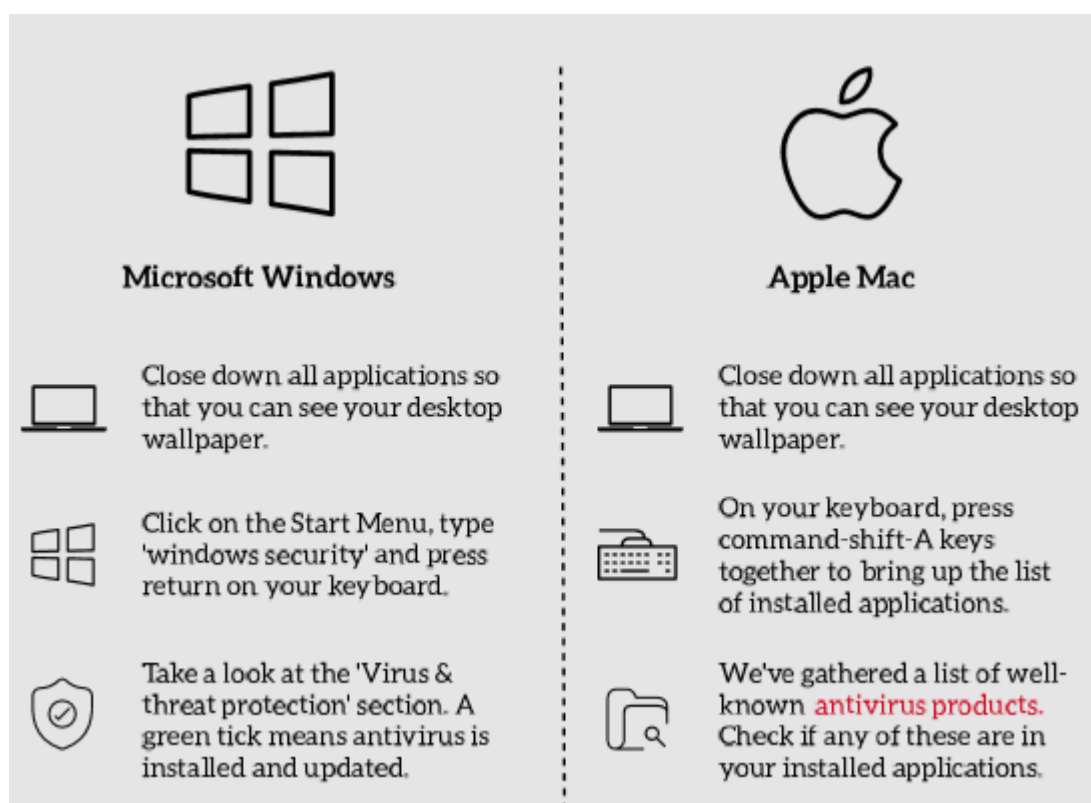 Microsoft Windows
Close down all applications so
that you can see your desktop
wallpaper.
Click on the Start Menu, type
'windows security' and press
return on your keyboard.
Take a look at the 'Virus &
threat protection' section. A
green tick means antivirus is
installed and updated.
Apple Mac
Close down all applications so
that you can see your desktop
wallpaper.
On your keyboard, press
command-shift-A keys
together to bring up the list
of installed applications.
We've gathered a list of well-
known antivirus products.
Check if any of these are in
your installed applications.